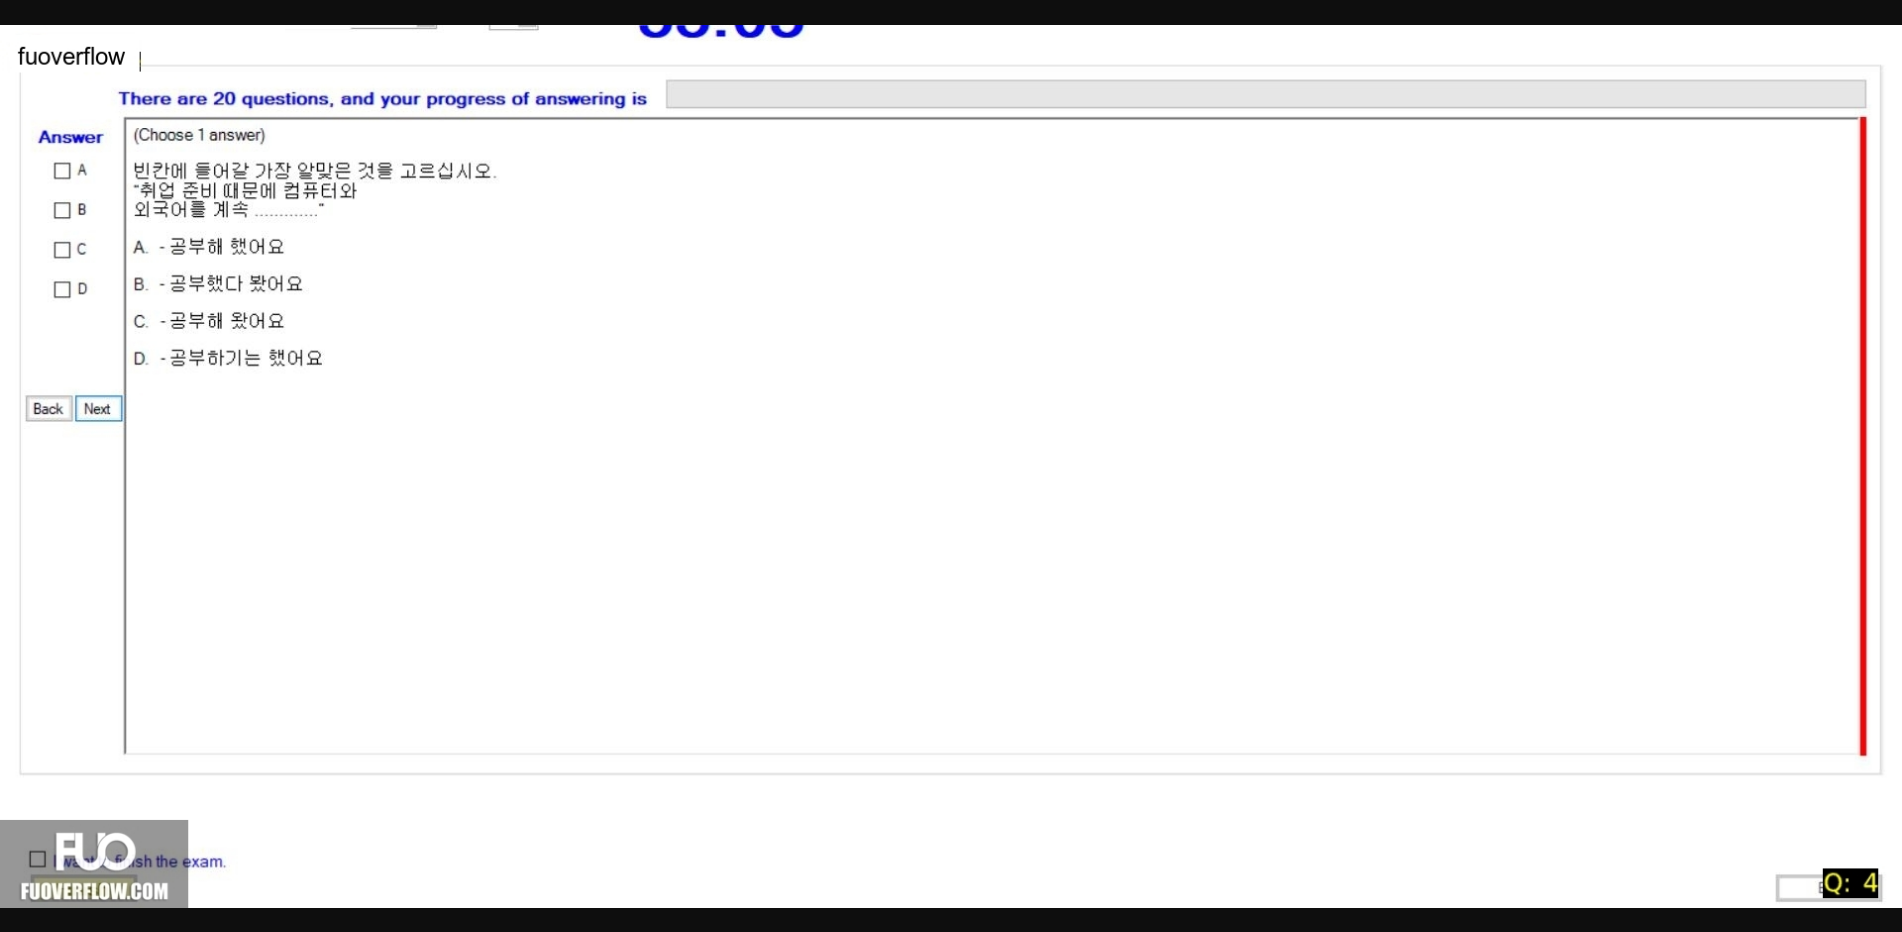 fuoverflow
There are 20 questions, and your progress of answering is
Answer
(Choose 1 answer)
A
빈칸에 들어갈 가장 알맞은 것을 고르십시오.
“취업 준비 때문에 컴퓨터와
B
외국어를 계속 .............”
C
A. - 공부해 했어요
D
B. - 공부했다 봤어요
C. - 공부해 왔어요
D. - 공부하기는 했어요
Back Next
FUO
finish the exam.
FUOVERFLOW.COM
Q: 4